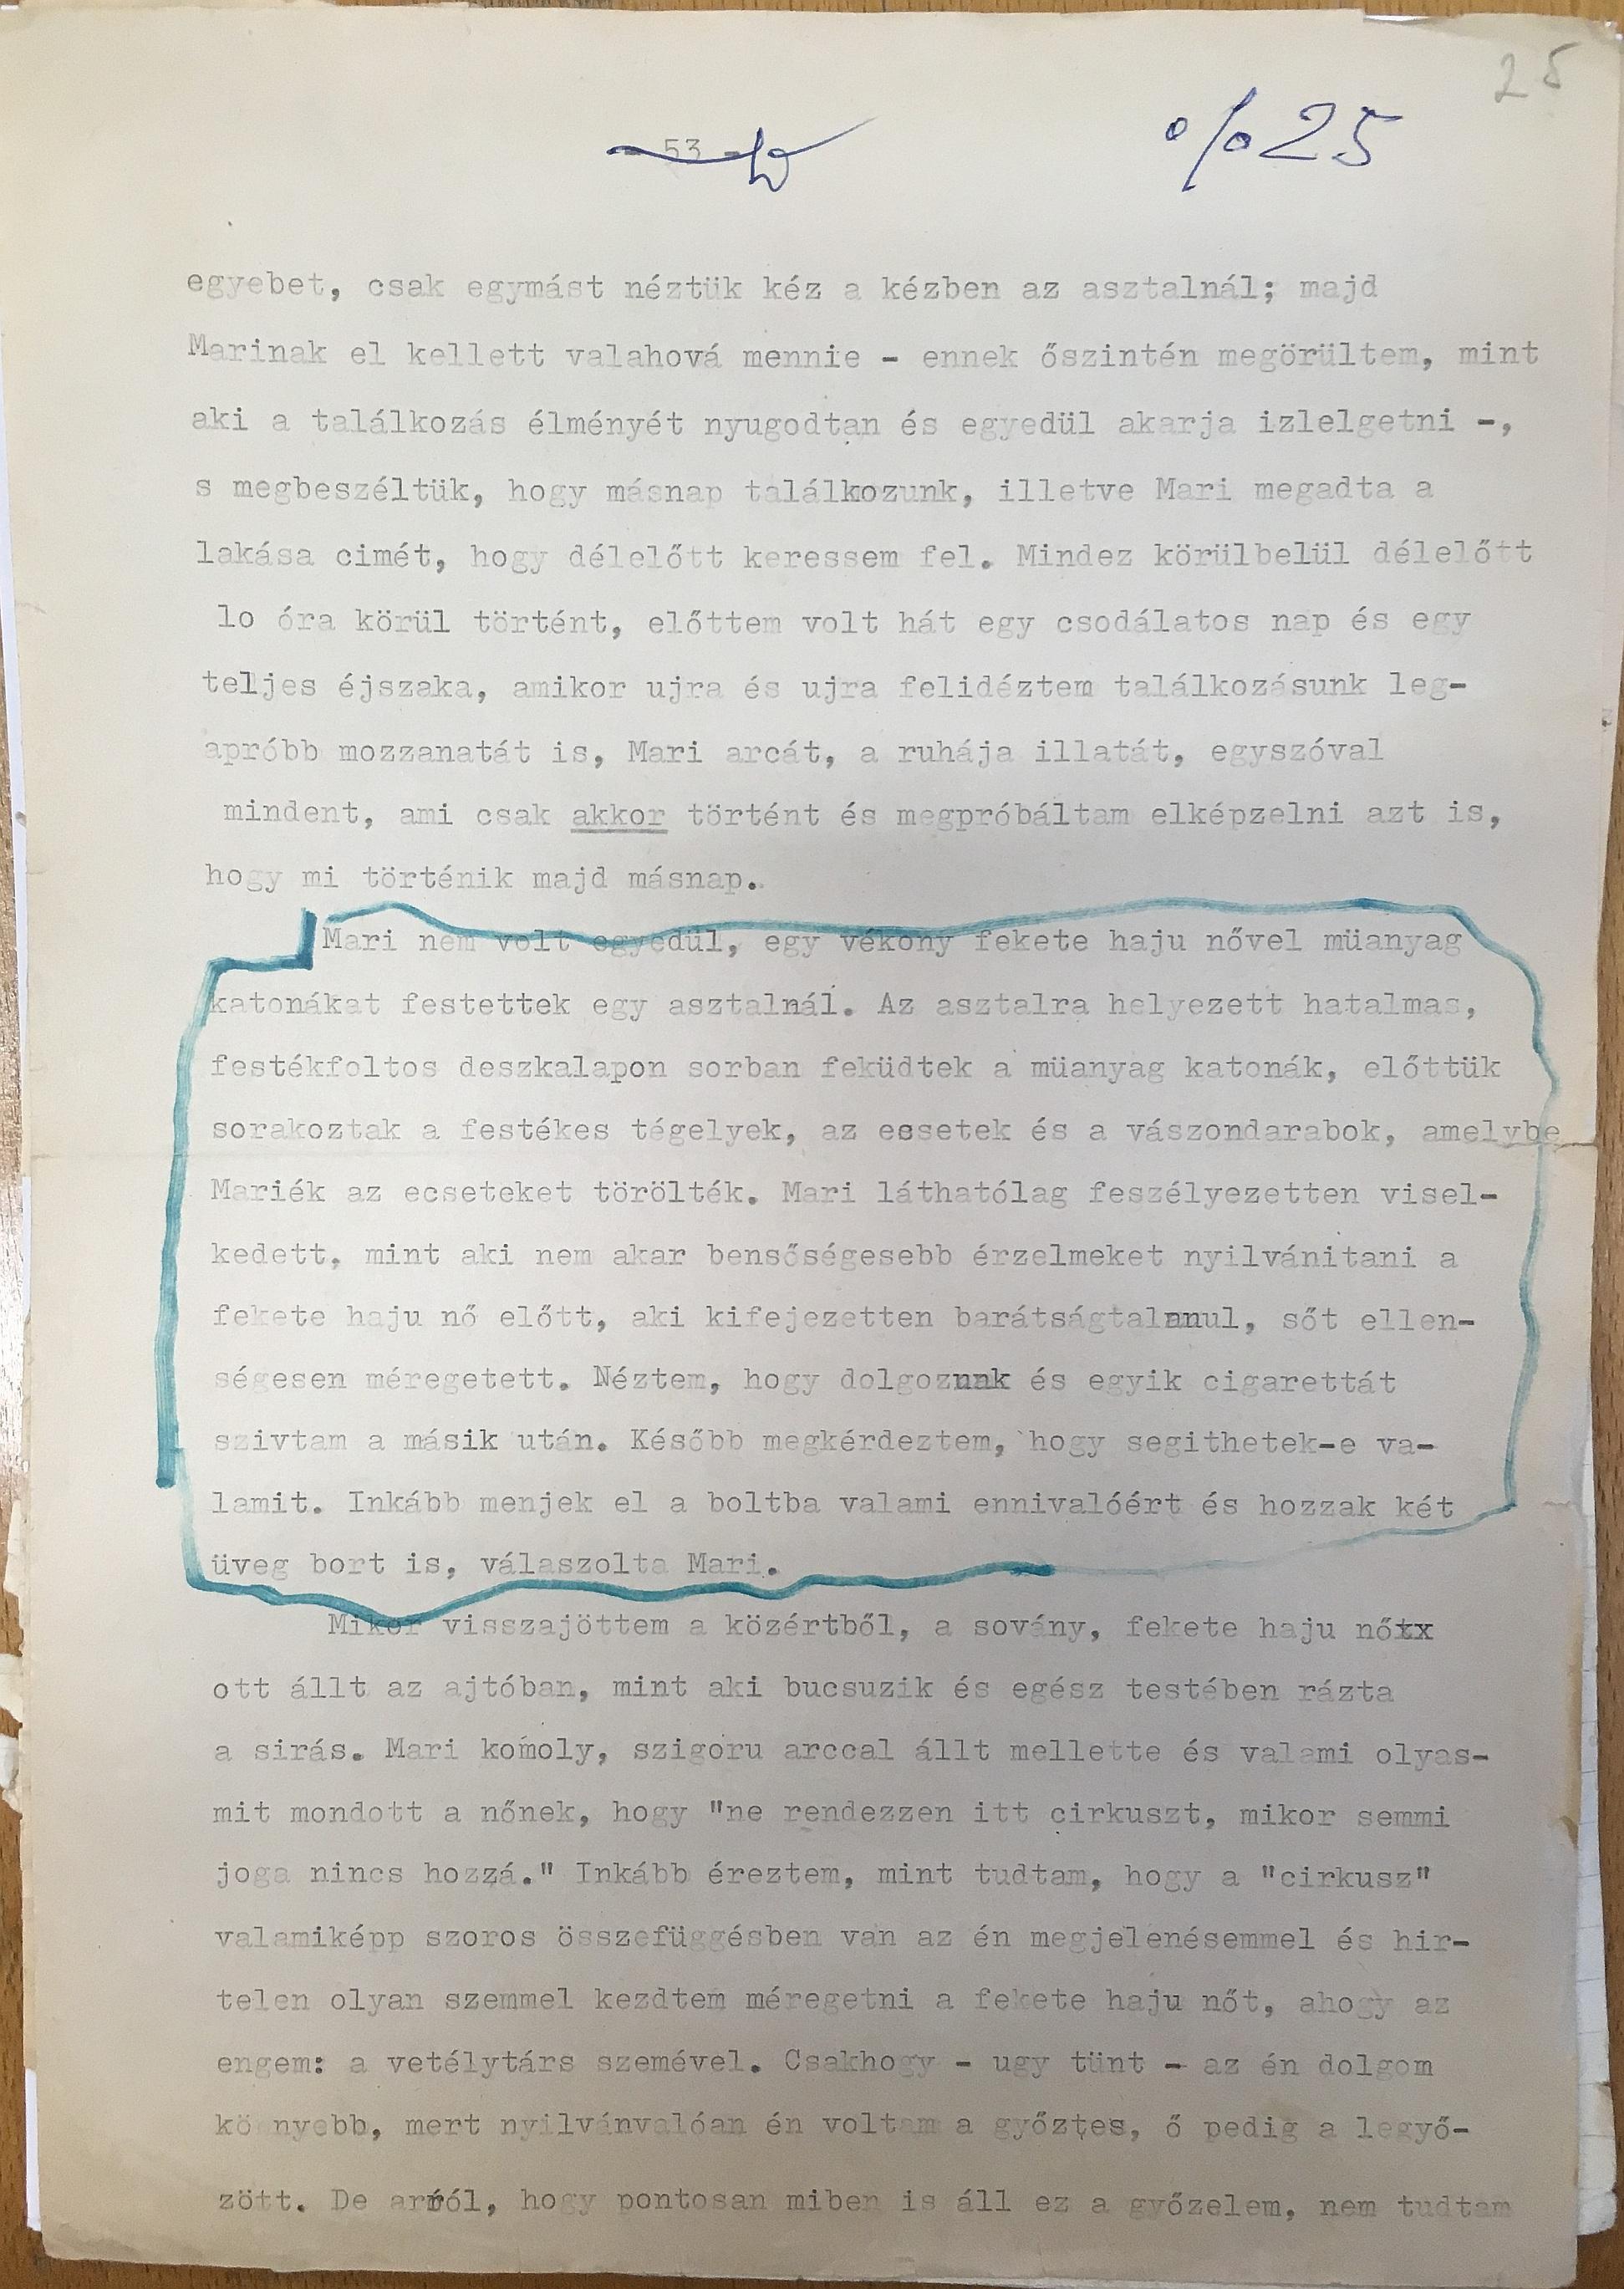 25
- 53 -
% 25
egyebet, csak egymást néztük kéz a kézben az asztalnál; majd
Marinak el kellett valahová mennie - ennek őszintén megörültem, mint
aki a találkozás élményét nyugodtan és egyedül akarja izlelgetni -,
s megbeszéltük, hogy másnap találkozunk, illetve Mari megadta a
lakása cimét, hogy délelőtt keressem fel. Mindez körülbelül délelőtt
lo óra körül történt, előttem volt hát egy csodálatos nap és egy
teljes éjszaka, amikor ujra és ujra felidéztem találkozásunk leg-
apróbb mozzanatát is, Mari arcát, a ruhája illatát, egyszóval
mindent, ami csak akkor történt és megpróbáltam elképzelni azt is,
hogy mi történik majd másnap.
Mari nem volt egyedül, egy vékony fekete haju nővel müanyag
katonákat festettek egy asztalnál. Az asztalra helyezett hatalmas,
festékfoltos deszkalapon sorban feküdtek a müanyag katonák, előttük
sorakoztak a festékes tégelyek, az ecsetek és a vászondarabok, amelybe
Mariék az ecseteket törölték. Mari láthatólag feszélyezetten visel-
kedett, mint aki nem akar bensőségesebb érzelmeket nyilvánitani a
fekete haju nő előtt, aki kifejezetten barátságtalanul, sőt ellen-
ségesen méregetett. Néztem, hogy dolgoznak és egyik cigarettát
szivtam a másik után. Később megkérdeztem, hogy segithetek-e va-
lamit. Inkább menjek el a boltba valami ennivalóért és hozzak két
üveg bort is, válaszolta Mari.
Mikor visszajöttem a közértből, a sovány, fekete haju nőtxx
ott állt az ajtóban, mint aki bucsuzik és egész testében rázta
a sirás. Mari komoly, szigoru arccal állt mellette és valami olyas-
mit mondott a nőnek, hogy "ne rendezzen itt cirkuszt, mikor semmi
joga nincs hozzá." Inkább éreztem, mint tudtam, hogy a "cirkusz"
valamiképp szoros összefüggésben van az én megjelenésemmel és hir-
telen olyan szemmel kezdtem méregetni a fekete haju nőt, ahogy az
engem: a vetélytárs szemével. Csakhogy - ugy tünt - az én dolgom
könnyebb, mert nyilvánvalóan én voltam a győztes, ő pedig a legyő-
zött. De arról, hogy pontosan miben is áll ez a győzelem, nem tudtam